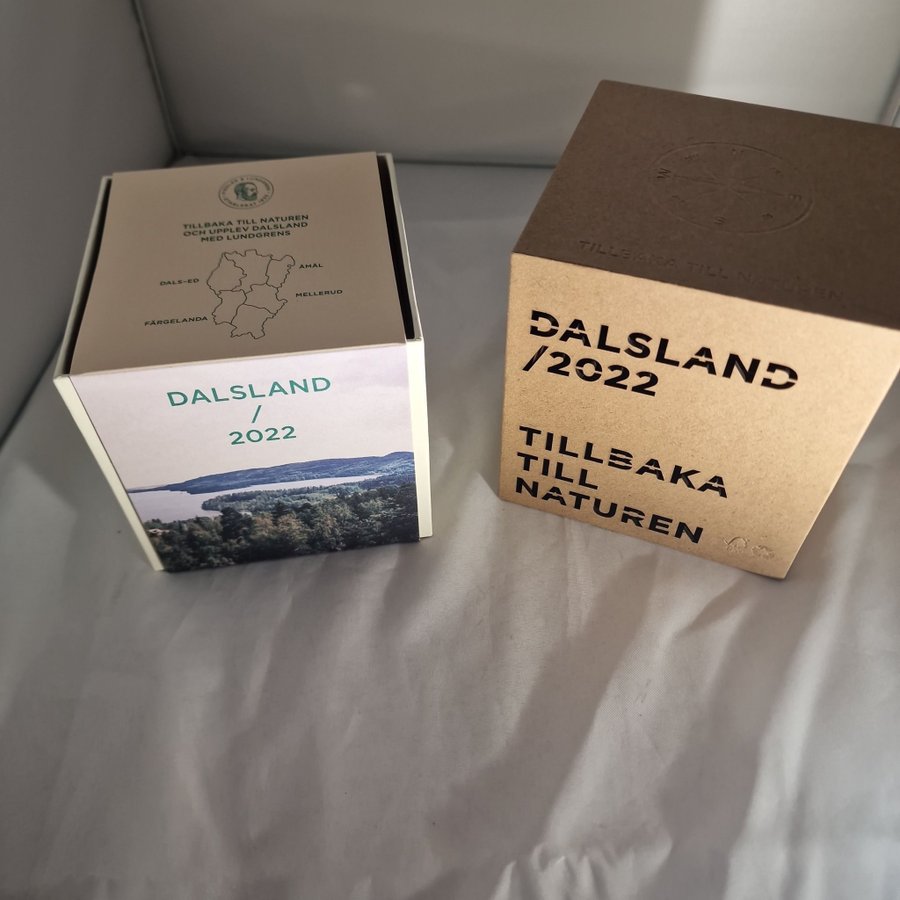 TILLBAKA TILL NATUREN
OCH UPPLEV DALSLAND
MED LUNDGRENS
DALS-ED
ÅMÅL
MELLERUD
FÄRGELANDA
DALSLAND
/
2022
W
E
S
TILLBAKA TILL NATUREN
DALSLAND
/2022
TILLBAKA
TILL
NATUREN